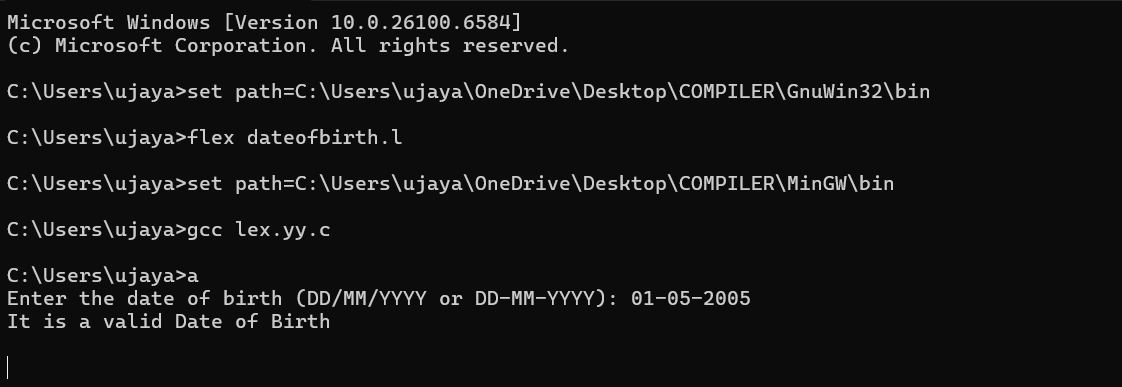 Microsoft Windows [Version 10.0.26100.6584]
(c) Microsoft Corporation. All rights reserved.
C:\Users\ujaya>set path=C:\Users\ujaya\OneDrive\Desktop\COMPILER\GnuWin32\bin
C:\Users\ujaya>flex dateofbirth.l
C:\Users\ujaya>set path=C:\Users\ujaya\OneDrive\Desktop\COMPILER\MinGW\bin
C:\Users\ujaya>gcc lex.yy.c
C:\Users\ujaya>a
Enter the date of birth (DD/MM/YYYY or DD-MM-YYYY): 01-05-2005
It is a valid Date of Birth